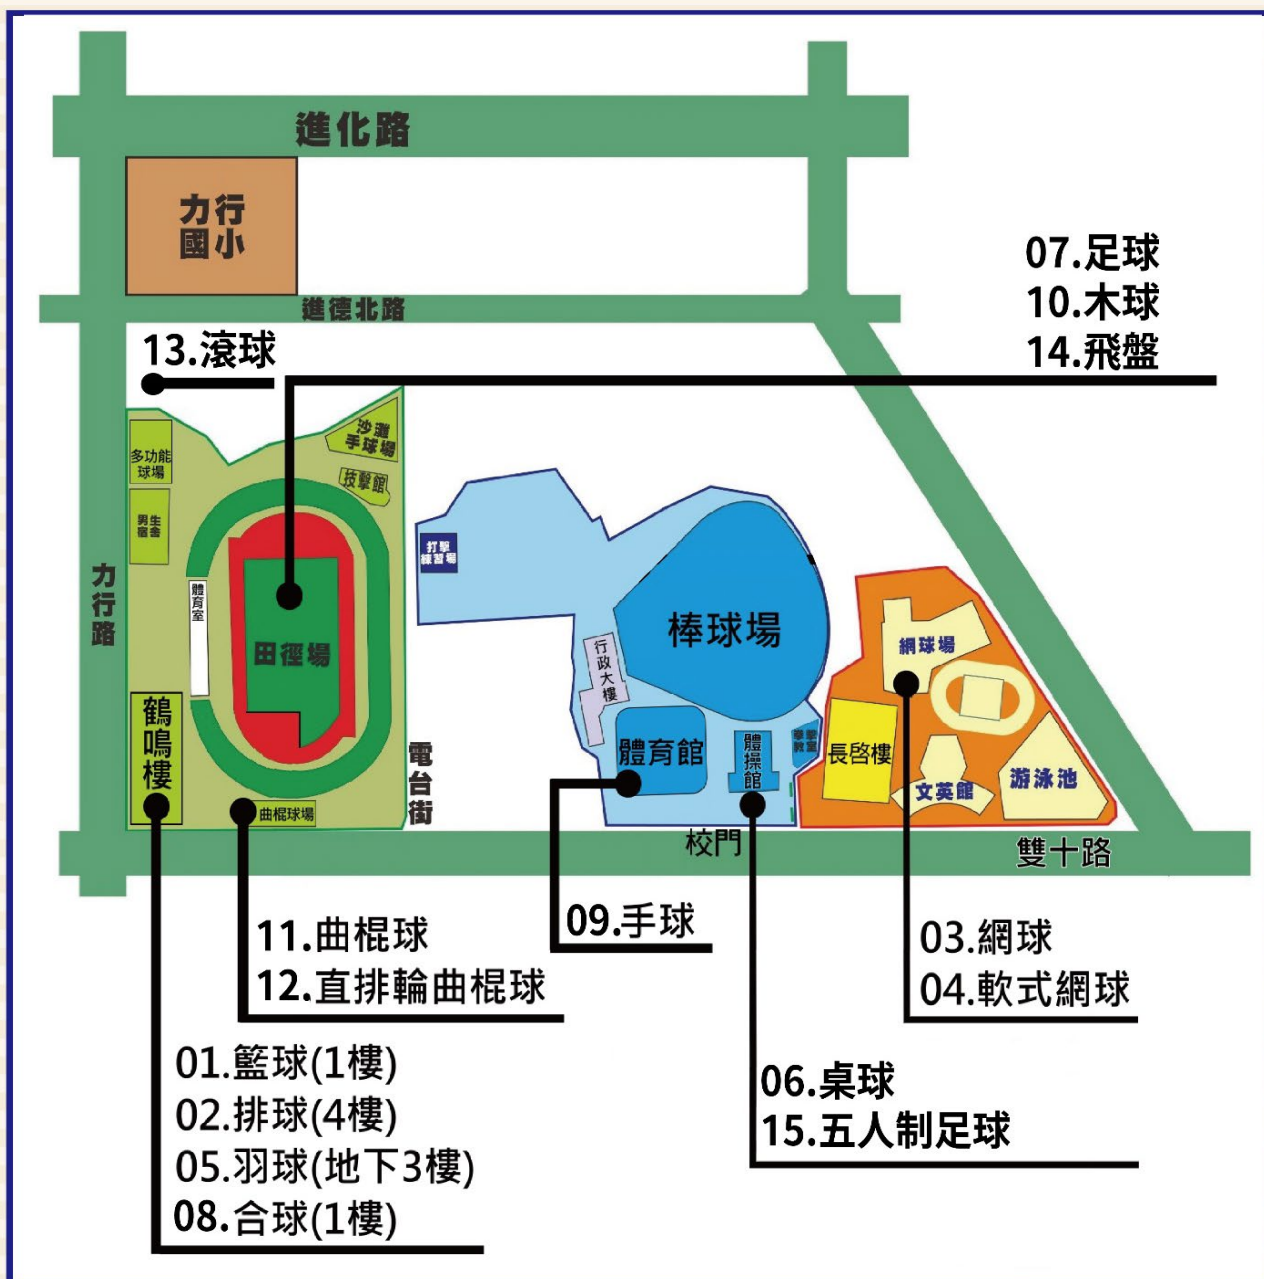 進化路
力行
國小
進德北路
07.足球
10.木球
14.飛盤
13.滾球
沙灘
手球場
多功能
球場
技擊館
男生
宿舍
打擊
練習場
力行路
體育室
田徑場
棒球場
行政大樓
網球場
鶴鳴樓
電台街
體育館
體操館
長啓樓
文英館
游泳池
曲棍球場
校門
雙十路
11.曲棍球
12.直排輪曲棍球
09.手球
03.網球
04.軟式網球
01.籃球(1樓)
02.排球(4樓)
05.羽球(地下3樓)
08.合球(1樓)
06.桌球
15.五人制足球